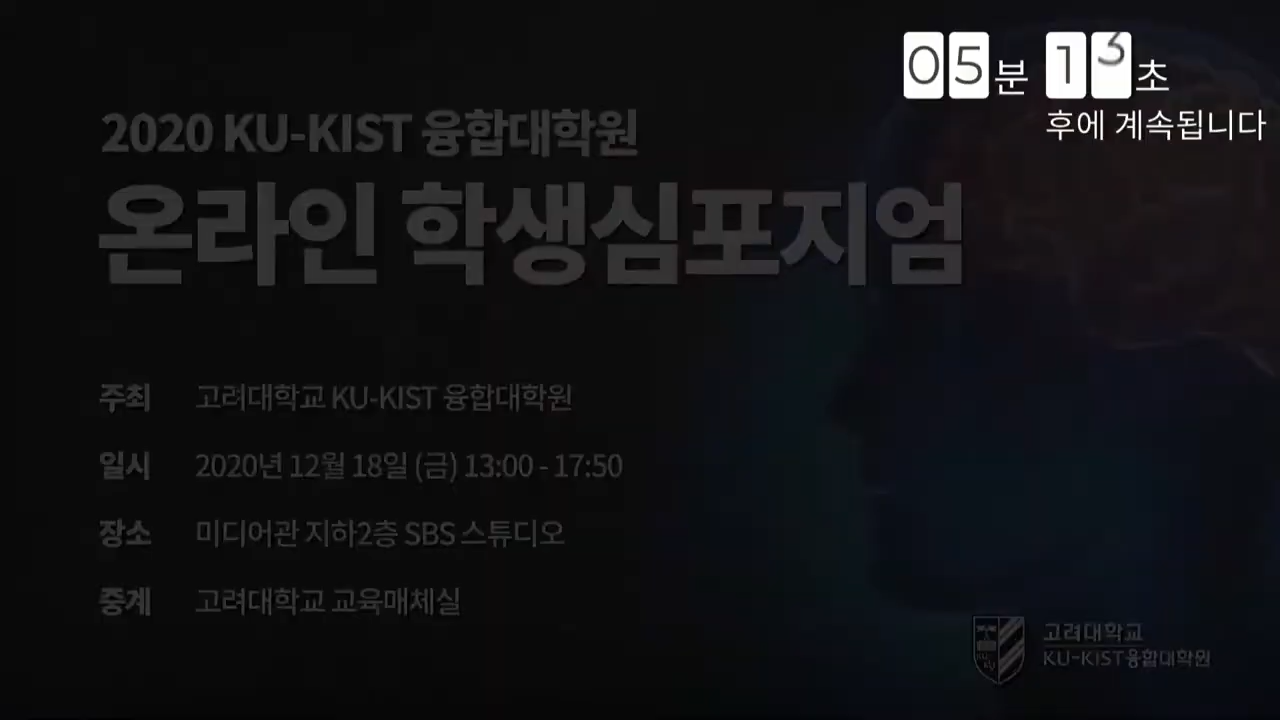 05분 13초
후에 계속됩니다
2020 KU-KIST 융합대학원
온라인 학생심포지엄
주최 고려대학교 KU-KIST 융합대학원
일시 2020년 12월 18일 (금) 13:00 - 17:50
장소 미디어관 지하2층 SBS 스튜디오
중계 고려대학교 교육매체실
고려대학교
KU-KIST융합대학원